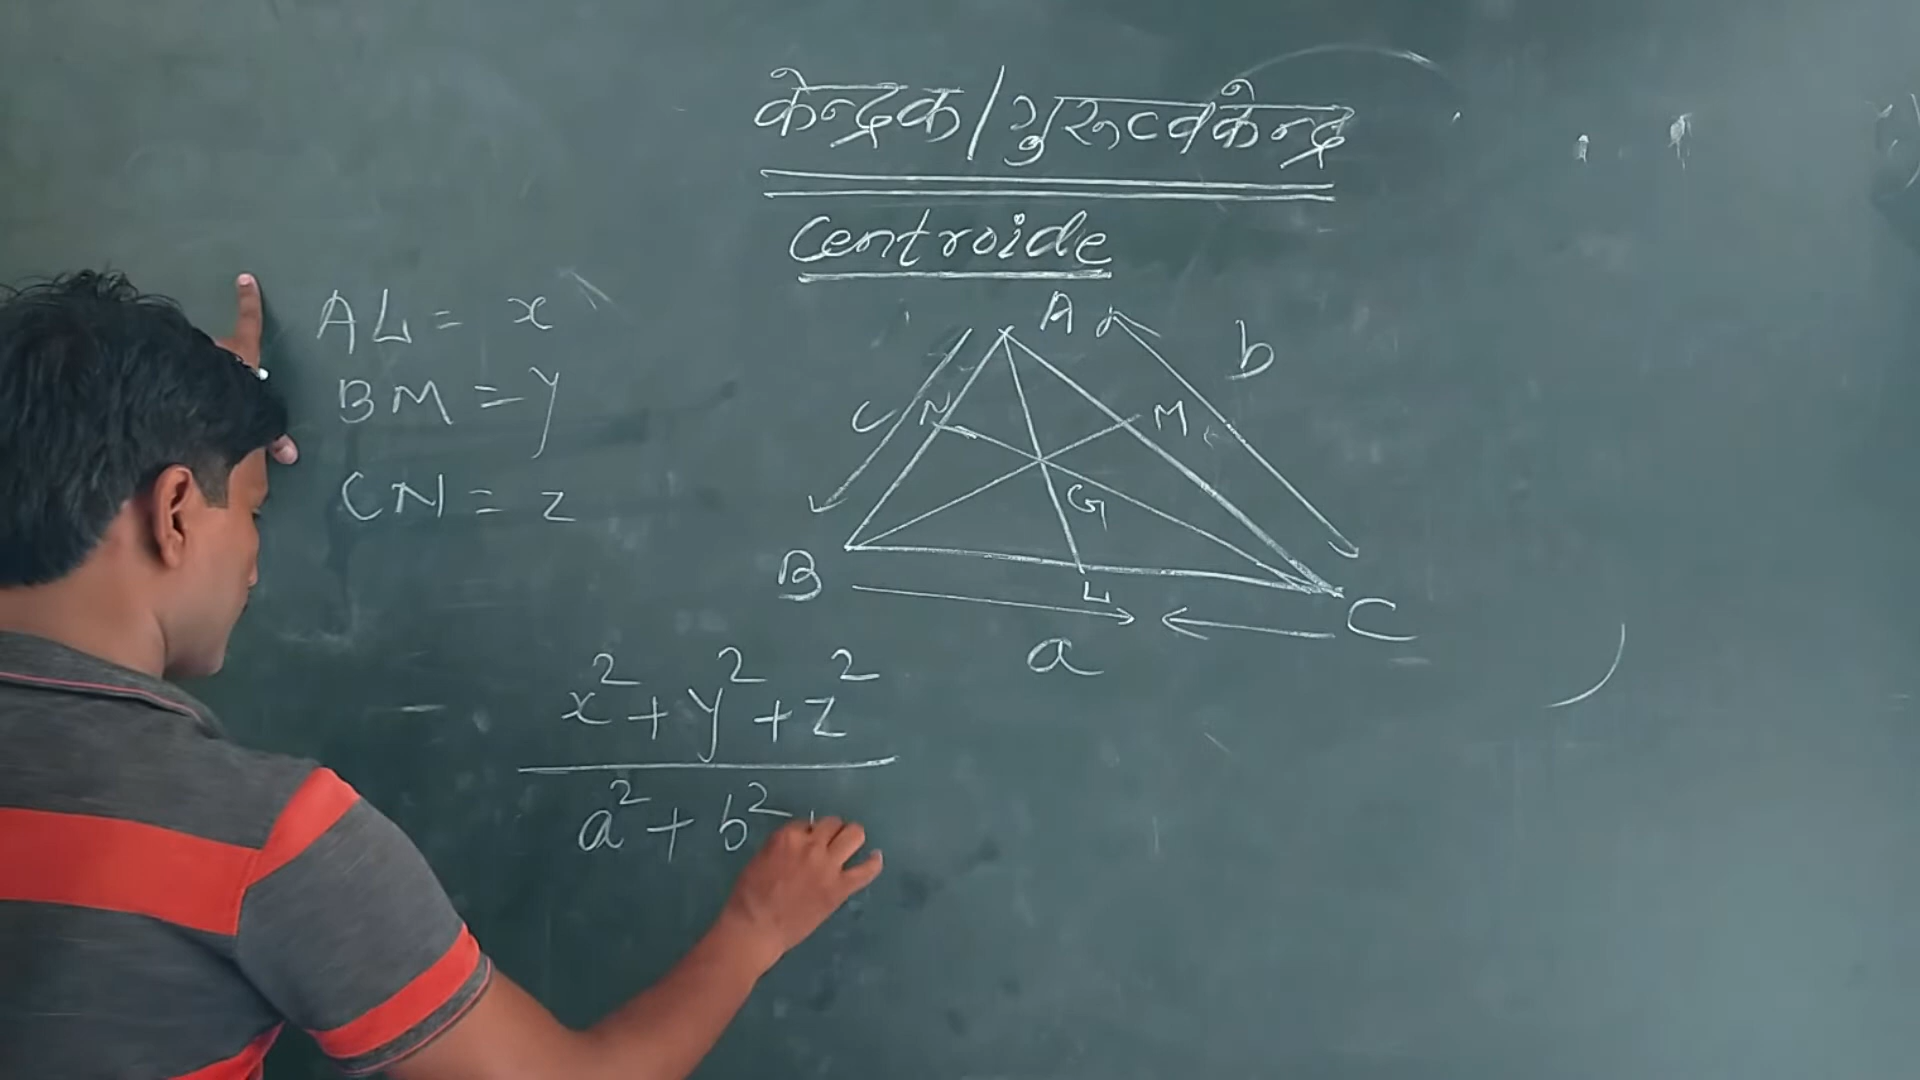 केन्द्रक/गुरूत्वकेन्द्र
Centroide
AL = x
BM = y
CN = z
A
b
C
N
M
G
B
L
C
a
x² + y² + z²
a² + b² +